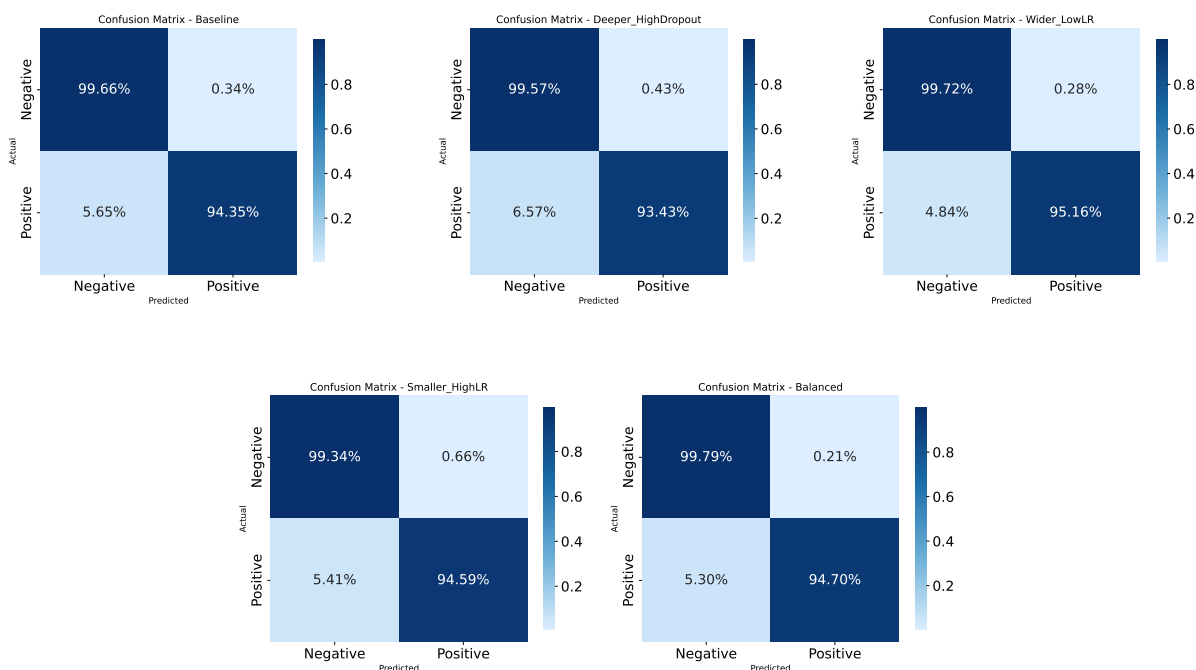 Confusion Matrix - Baseline
Negative 99.66% 0.34%
Actual
Positive 5.65% 94.35%
Negative Positive
Predicted
0.8
0.6
0.4
0.2
Confusion Matrix - Deeper_HighDropout
Negative 99.57% 0.43%
Actual
Positive 6.57% 93.43%
Negative Positive
Predicted
0.8
0.6
0.4
0.2
Confusion Matrix - Wider_LowLR
Negative 99.72% 0.28%
Actual
Positive 4.84% 95.16%
Negative Positive
Predicted
0.8
0.6
0.4
0.2
Confusion Matrix - Smaller_HighLR
Negative 99.34% 0.66%
Actual
Positive 5.41% 94.59%
Negative Positive
Predicted
0.8
0.6
0.4
0.2
Confusion Matrix - Balanced
Negative 99.79% 0.21%
Actual
Positive 5.30% 94.70%
Negative Positive
Predicted
0.8
0.6
0.4
0.2